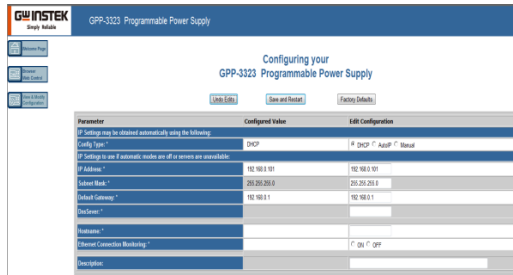 GW INSTEK
Simply Reliable
GPP-3323 Programmable Power Supply
Welcome Page
Browser
Web Control
View & Modify
Configuration
Configuring your
GPP-3323 Programmable Power Supply
Undo Edits Save and Restart Factory Defaults
Parameter Configured Value Edit Configuration
IP Settings may be obtained automatically using the following:
Config Type: * DHCP DHCP AutoIP Manual
IP Settings to use if automatic modes are off or servers are unavailable:
IP Address: * 192.168.0.101 192.168.0.101
Subnet Mask: * 255.255.255.0 255.255.255.0
Default Gateway: * 192.168.0.1 192.168.0.1
DnsSever: *
Hostname: *
Ethernet Connection Monitoring: * ON OFF
Description: